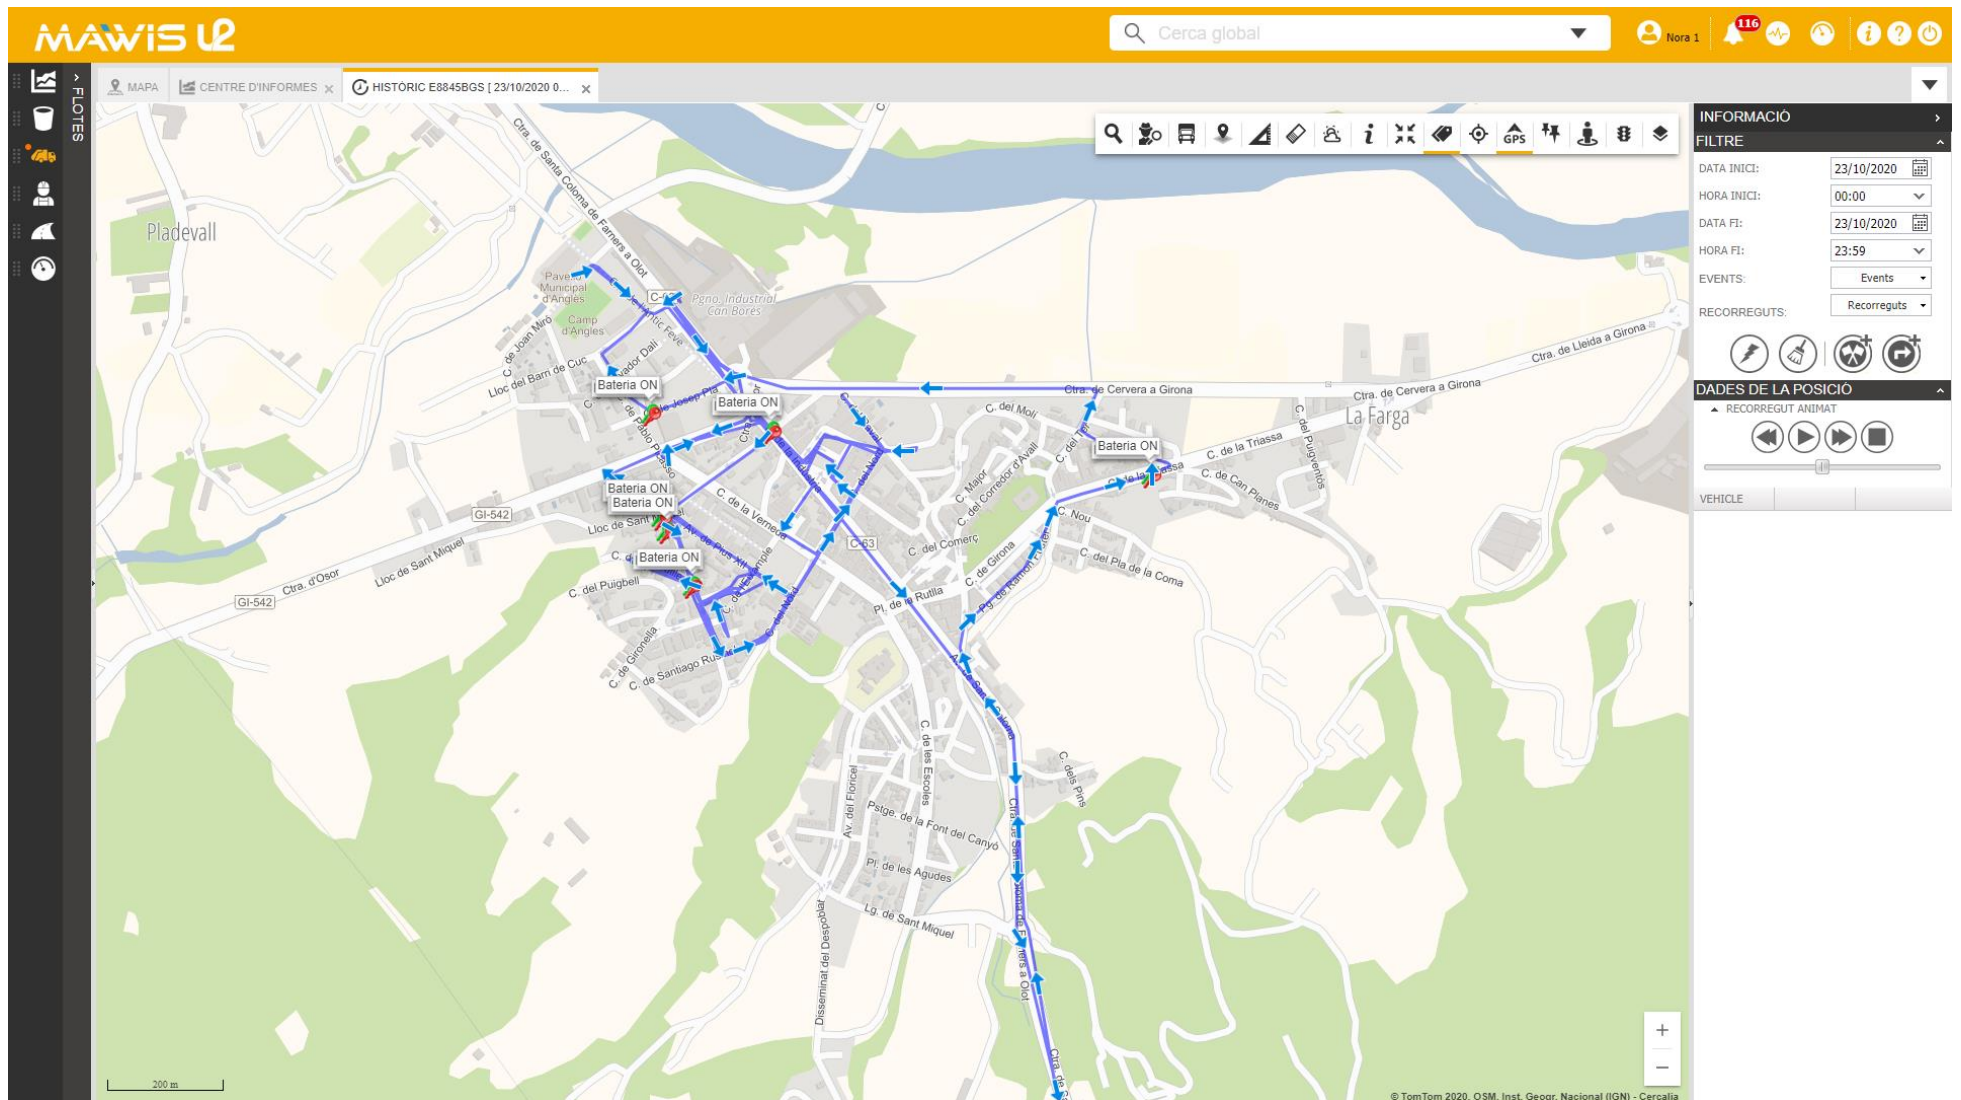 MAWIS U2
Cerca global
Nora 1
116
FLOTES
MAPA
CENTRE D'INFORMES
HISTÒRIC E8845BGS [ 23/10/2020 0...
GPS
INFORMACIÓ
FILTRE
DATA INICI:
23/10/2020
HORA INICI:
00:00
DATA FI:
23/10/2020
HORA FI:
23:59
EVENTS:
Events
RECORREGUTS:
Recorreguts
DADES DE LA POSICIÓ
RECORREGUT ANIMAT
VEHICLE
Pladevall
Ctra. de Santa Coloma de Farners a Olot
Municipal
d'Anglès
Camp
d'Anglès
Pgno. Industrial
Can Bores
C. de Joan Miró
Lloc del Barn de Cuc
Bateria ON
Bateria ON
Bateria ON
Bateria ON
Bateria ON
Bateria ON
Ctra. de Cervera a Girona
Ctra. de Cervera a Girona
Ctra. de Lleida a Girona
La Farga
C. del Molí
C. Major
C. del Corredor d'Avall
C. de la Triassa
C. de Can Planes
C. del Puigventós
C. Nou
C. del Pla de la Coma
C. del Comerç
C. de Girona
C. de la Verneda
C-63
GI-542
GI-542
Ctra. d'Osor
Lloc de Sant Miquel
C. del Puigbell
C. de Gironella
C. del Nord
Av. de Pius XII
Pl. de la Rutlla
C. de les Escoles
Av. del Floricel
C. dels Pins
Pstge. de la Font del Canyó
Pl. de les Agudes
Lg. de Sant Miquel
Disseminat del Despoblat
200 m
+
−
© TomTom 2020, OSM, Inst. Geogr. Nacional (IGN) - Cercalia